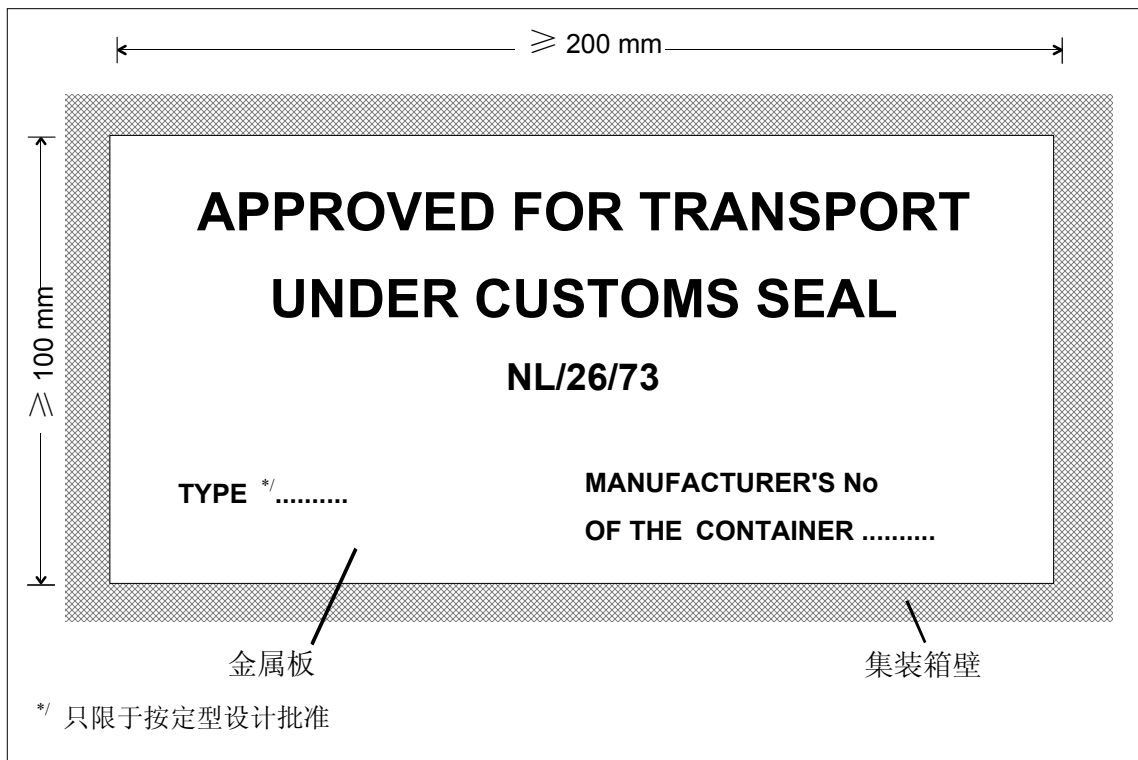 ≥ 200 mm
≥ 100 mm
APPROVED FOR TRANSPORT
UNDER CUSTOMS SEAL
NL/26/73
TYPE */..........
MANUFACTURER'S No
OF THE CONTAINER ..........
金属板
集装箱壁
*/ 只限于按定型设计批准